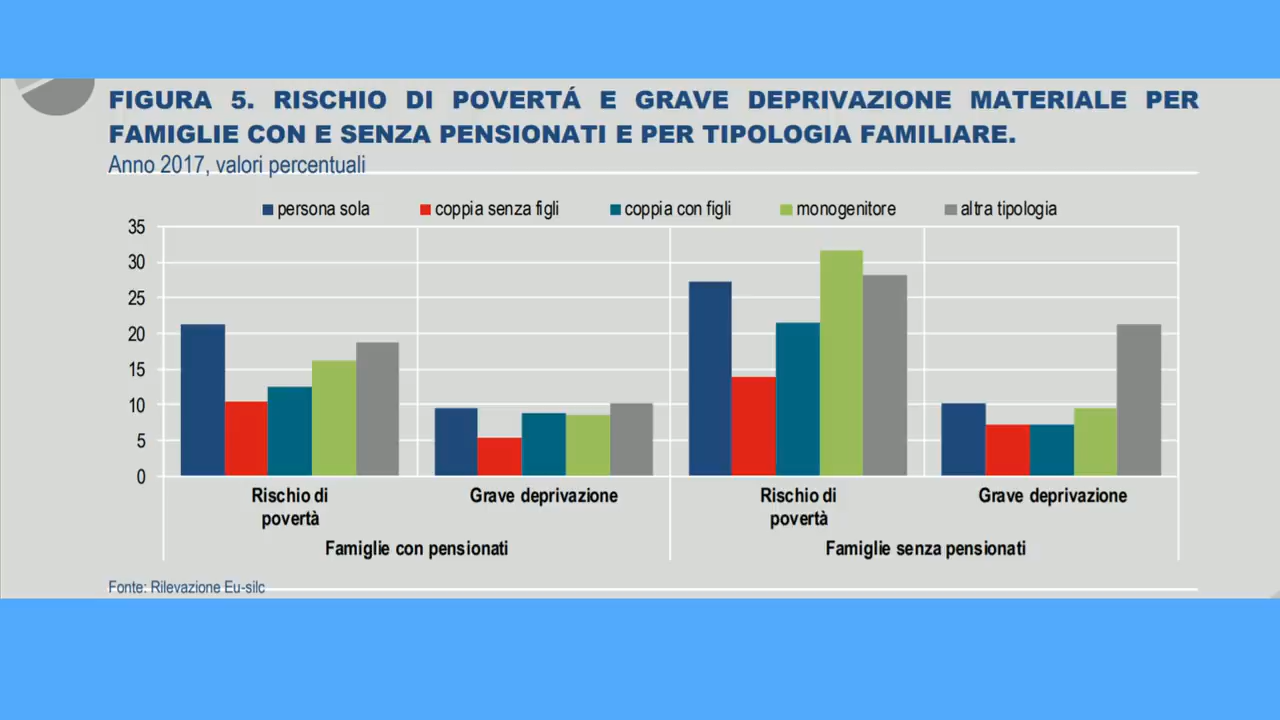 FIGURA 5. RISCHIO DI POVERTÁ E GRAVE DEPRIVAZIONE MATERIALE PER
FAMIGLIE CON E SENZA PENSIONATI E PER TIPOLOGIA FAMILIARE.
Anno 2017, valori percentuali
persona sola coppia senza figli coppia con figli monogenitore altra tipologia
35
30
25
20
15
10
5
0
Rischio di povertà Grave deprivazione Rischio di povertà Grave deprivazione
Famiglie con pensionati Famiglie senza pensionati
Fonte: Rilevazione Eu-silc